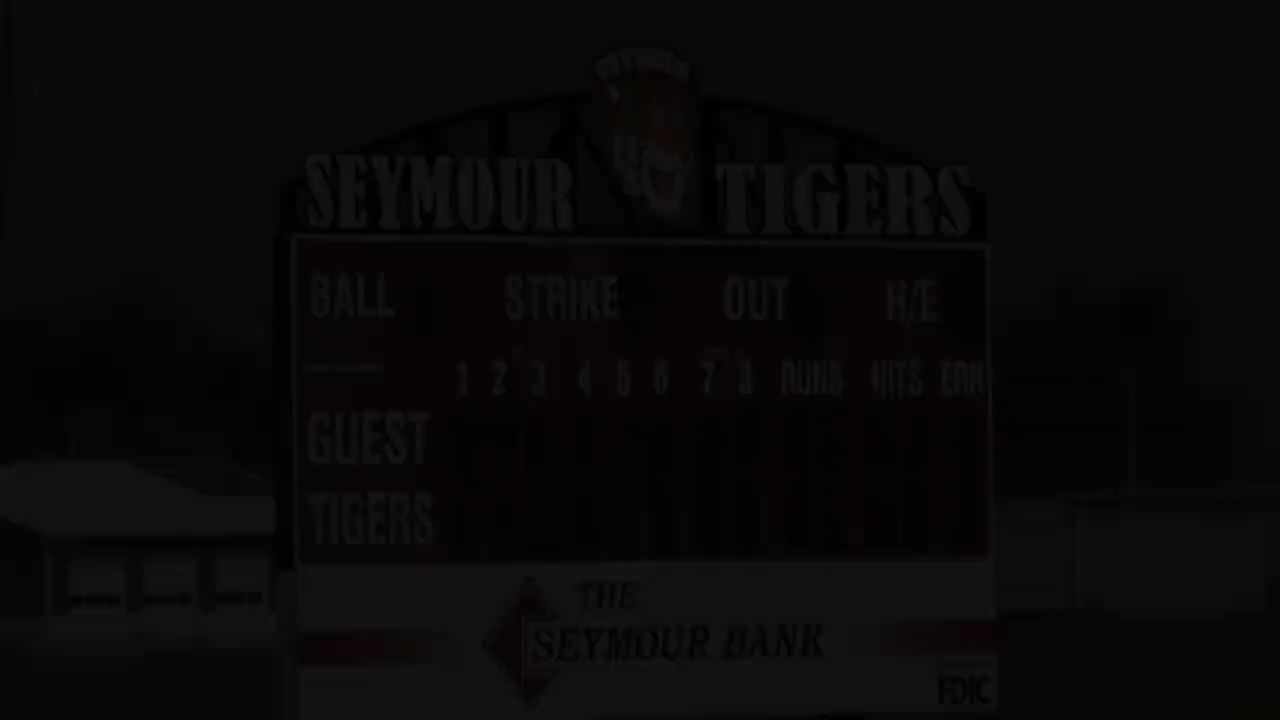 SEYMOUR
SEYMOUR TIGERS
BALL STRIKE OUT H/E
1 2 3 4 5 6 7 8 RUNS HITS ERR
GUEST
TIGERS
THE
SEYMOUR BANK
FDIC